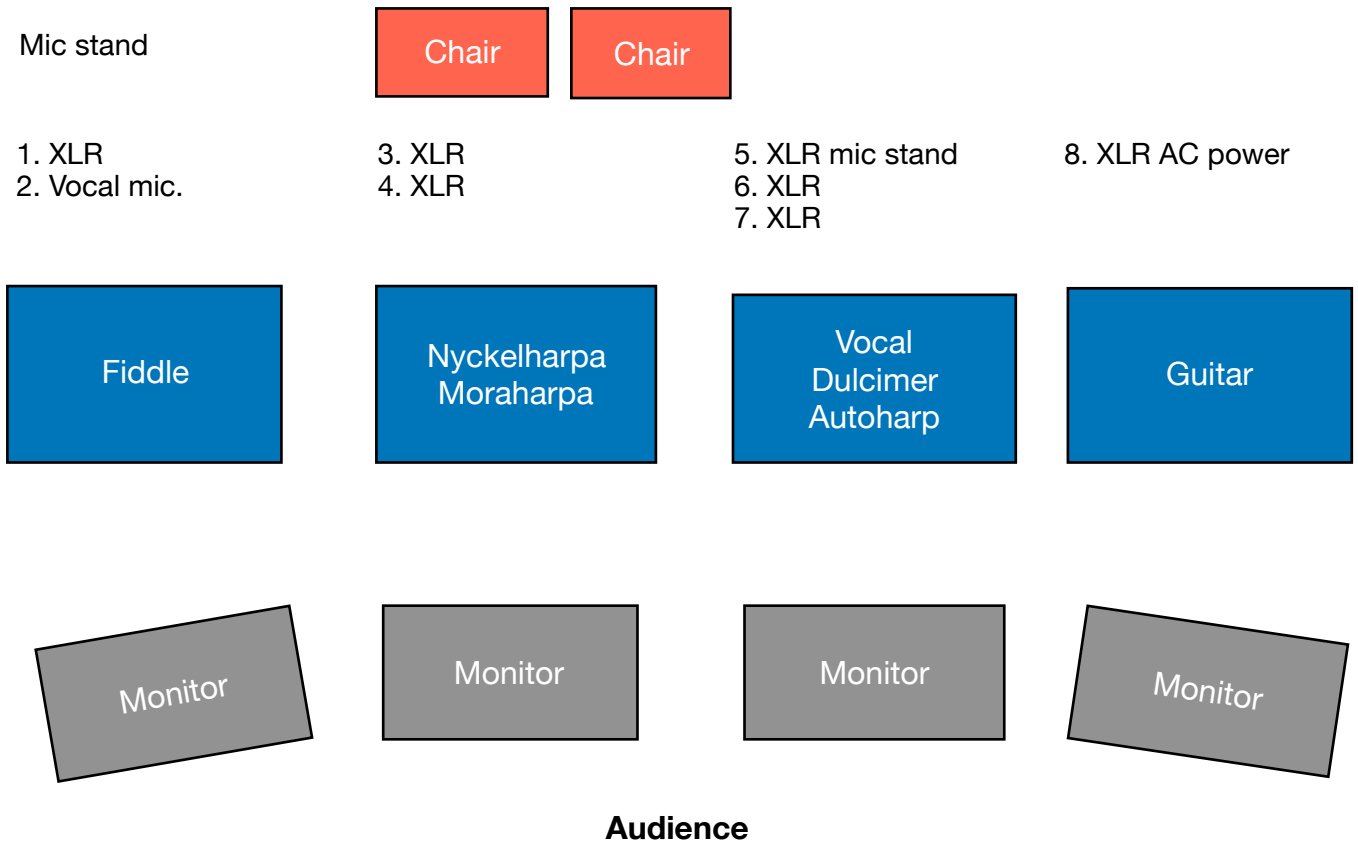 Mic stand
Chair
Chair
1. XLR
2. Vocal mic.
3. XLR
4. XLR
5. XLR mic stand
6. XLR
7. XLR
8. XLR AC power
Fiddle
Nyckelharpa
Moraharpa
Vocal
Dulcimer
Autoharp
Guitar
Monitor
Monitor
Monitor
Monitor
Audience